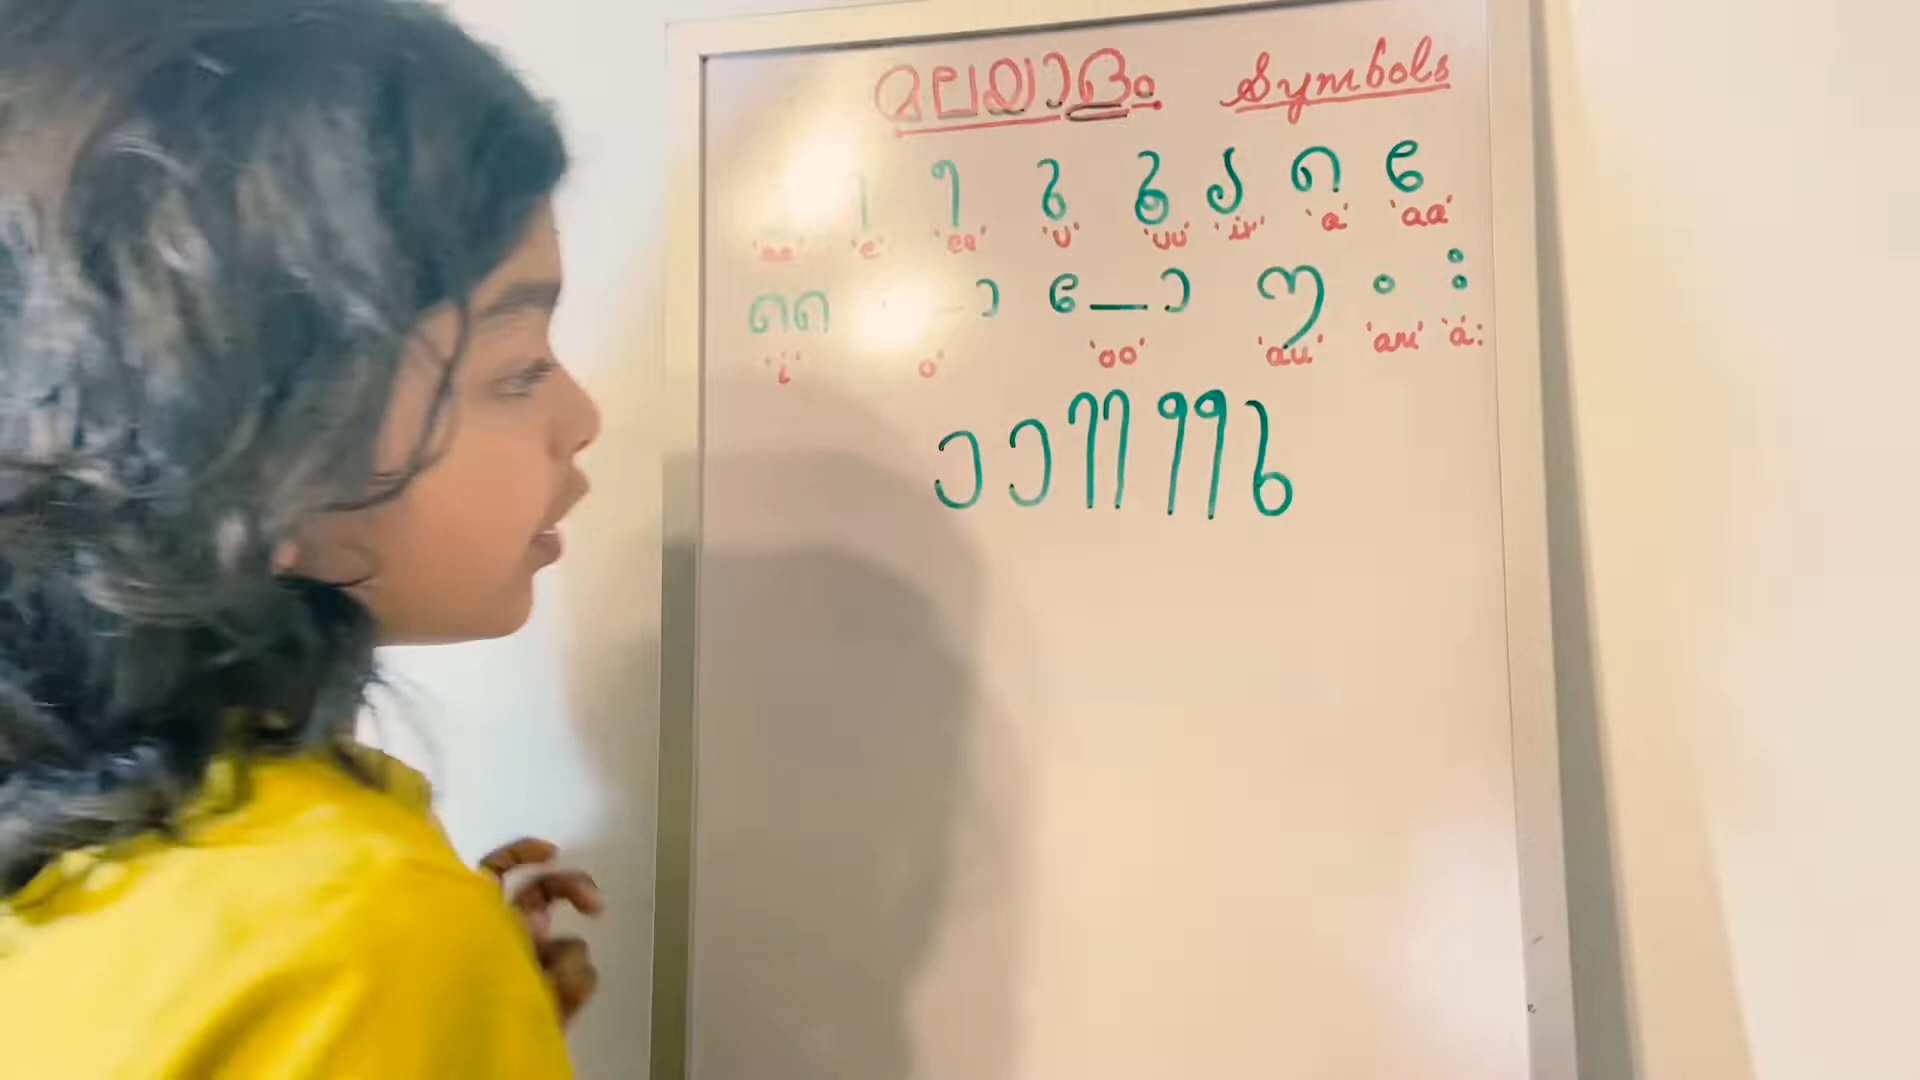 മലയാളം Symbols
ാ ി ീ ു ൂ ൃ െ േ
'aa' 'e' 'ee' 'u' 'uu' 'ir' 'a' 'aa'
ൈ — ാ േ — ാ ൗ ം ഃ
'i' 'o' 'oo' 'au' 'am' 'a:'
ാ ാ ി ി ീ ീ ു